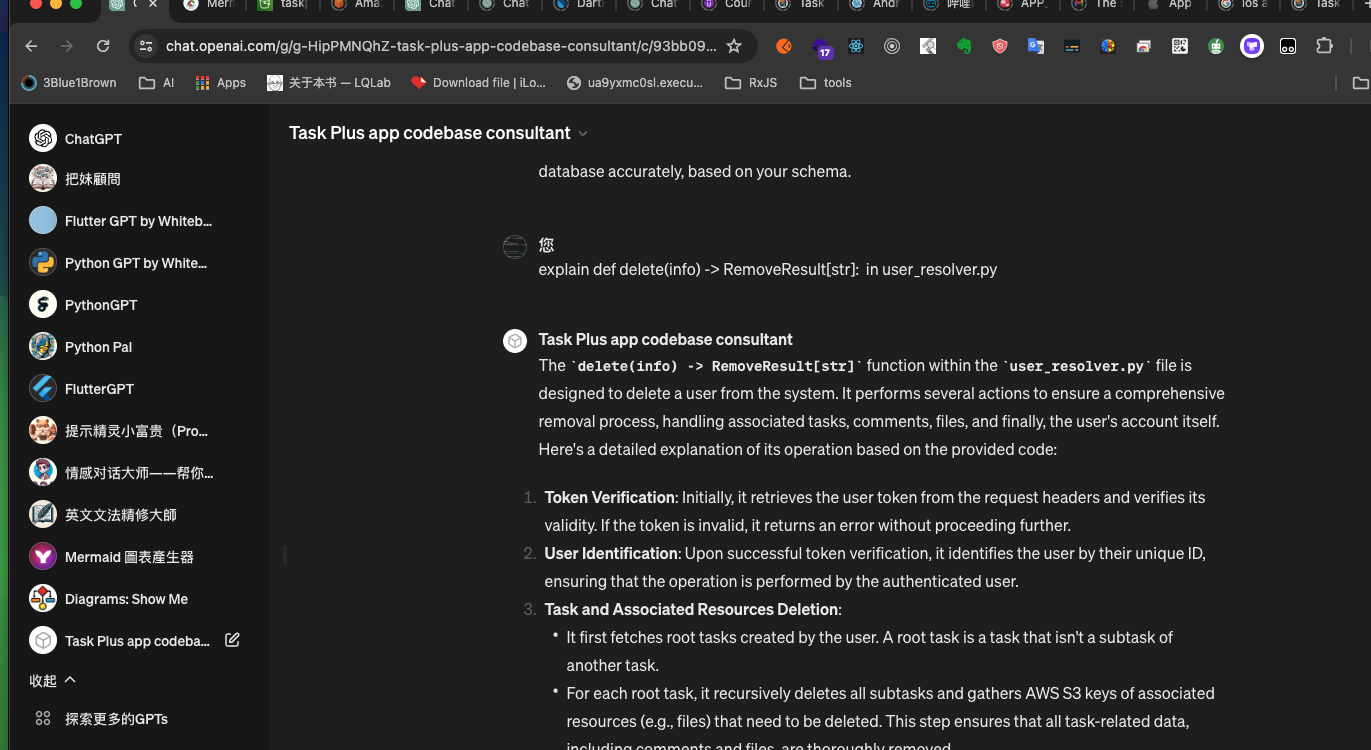 Mern
task
Ama
Chat
Chat
Dart
Chat
Cour
Task
Andr
哔哩
APP_
The
App
ios a
Task
chat.openai.com/g/g-HipPMNQhZ-task-plus-app-codebase-consultant/c/93bb09...
17
3Blue1Brown
AI
Apps
关于本书 — LQLab
Download file | iLo...
ua9yxmc0sl.execu...
RxJS
tools
ChatGPT
把妹顧問
Flutter GPT by Whiteb...
Python GPT by White...
PythonGPT
Python Pal
FlutterGPT
提示精灵小富贵（Pro...
情感对话大师——帮你...
英文文法精修大師
Mermaid 圖表產生器
Diagrams: Show Me
Task Plus app codeba...
收起
探索更多的GPTs
Task Plus app codebase consultant
database accurately, based on your schema.
您
explain def delete(info) -> RemoveResult[str]: in user_resolver.py
Task Plus app codebase consultant
The `delete(info) -> RemoveResult[str]` function within the `user_resolver.py` file is
designed to delete a user from the system. It performs several actions to ensure a comprehensive
removal process, handling associated tasks, comments, files, and finally, the user's account itself.
Here's a detailed explanation of its operation based on the provided code:
1. Token Verification: Initially, it retrieves the user token from the request headers and verifies its
validity. If the token is invalid, it returns an error without proceeding further.
2. User Identification: Upon successful token verification, it identifies the user by their unique ID,
ensuring that the operation is performed by the authenticated user.
3. Task and Associated Resources Deletion:
• It first fetches root tasks created by the user. A root task is a task that isn't a subtask of
another task.
• For each root task, it recursively deletes all subtasks and gathers AWS S3 keys of associated
resources (e.g., files) that need to be deleted. This step ensures that all task-related data,
including comments and files, are thoroughly removed.